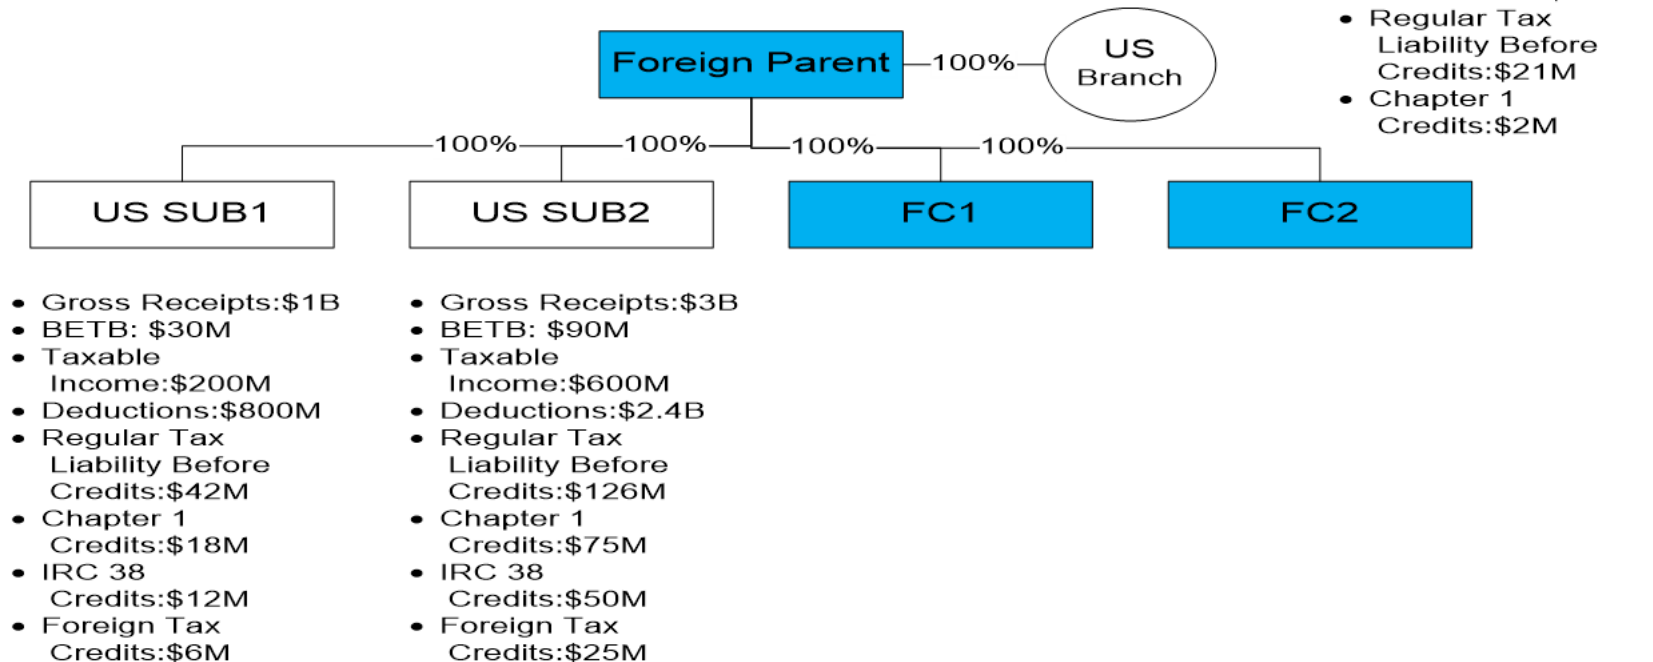 • Regular Tax
Liability Before
Credits:$21M
• Chapter 1
Credits:$2M
Foreign Parent
100%
US
Branch
100%
100%
100%
100%
US SUB1
US SUB2
FC1
FC2
• Gross Receipts:$1B
• BETB: $30M
• Taxable
Income:$200M
• Deductions:$800M
• Regular Tax
Liability Before
Credits:$42M
• Chapter 1
Credits:$18M
• IRC 38
Credits:$12M
• Foreign Tax
Credits:$6M
• Gross Receipts:$3B
• BETB: $90M
• Taxable
Income:$600M
• Deductions:$2.4B
• Regular Tax
Liability Before
Credits:$126M
• Chapter 1
Credits:$75M
• IRC 38
Credits:$50M
• Foreign Tax
Credits:$25M